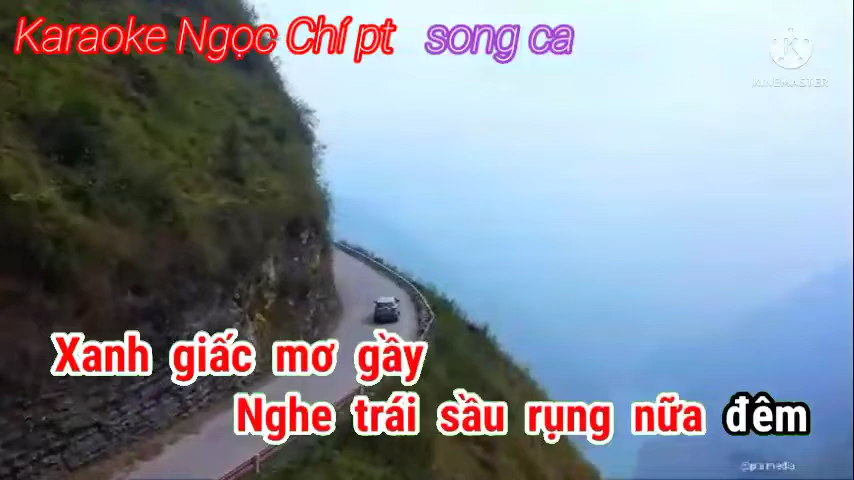 Karaoke Ngọc Chí pt song ca
KINEMASTER
Xanh giấc mơ gầy
Nghe trái sầu rụng nữa đêm